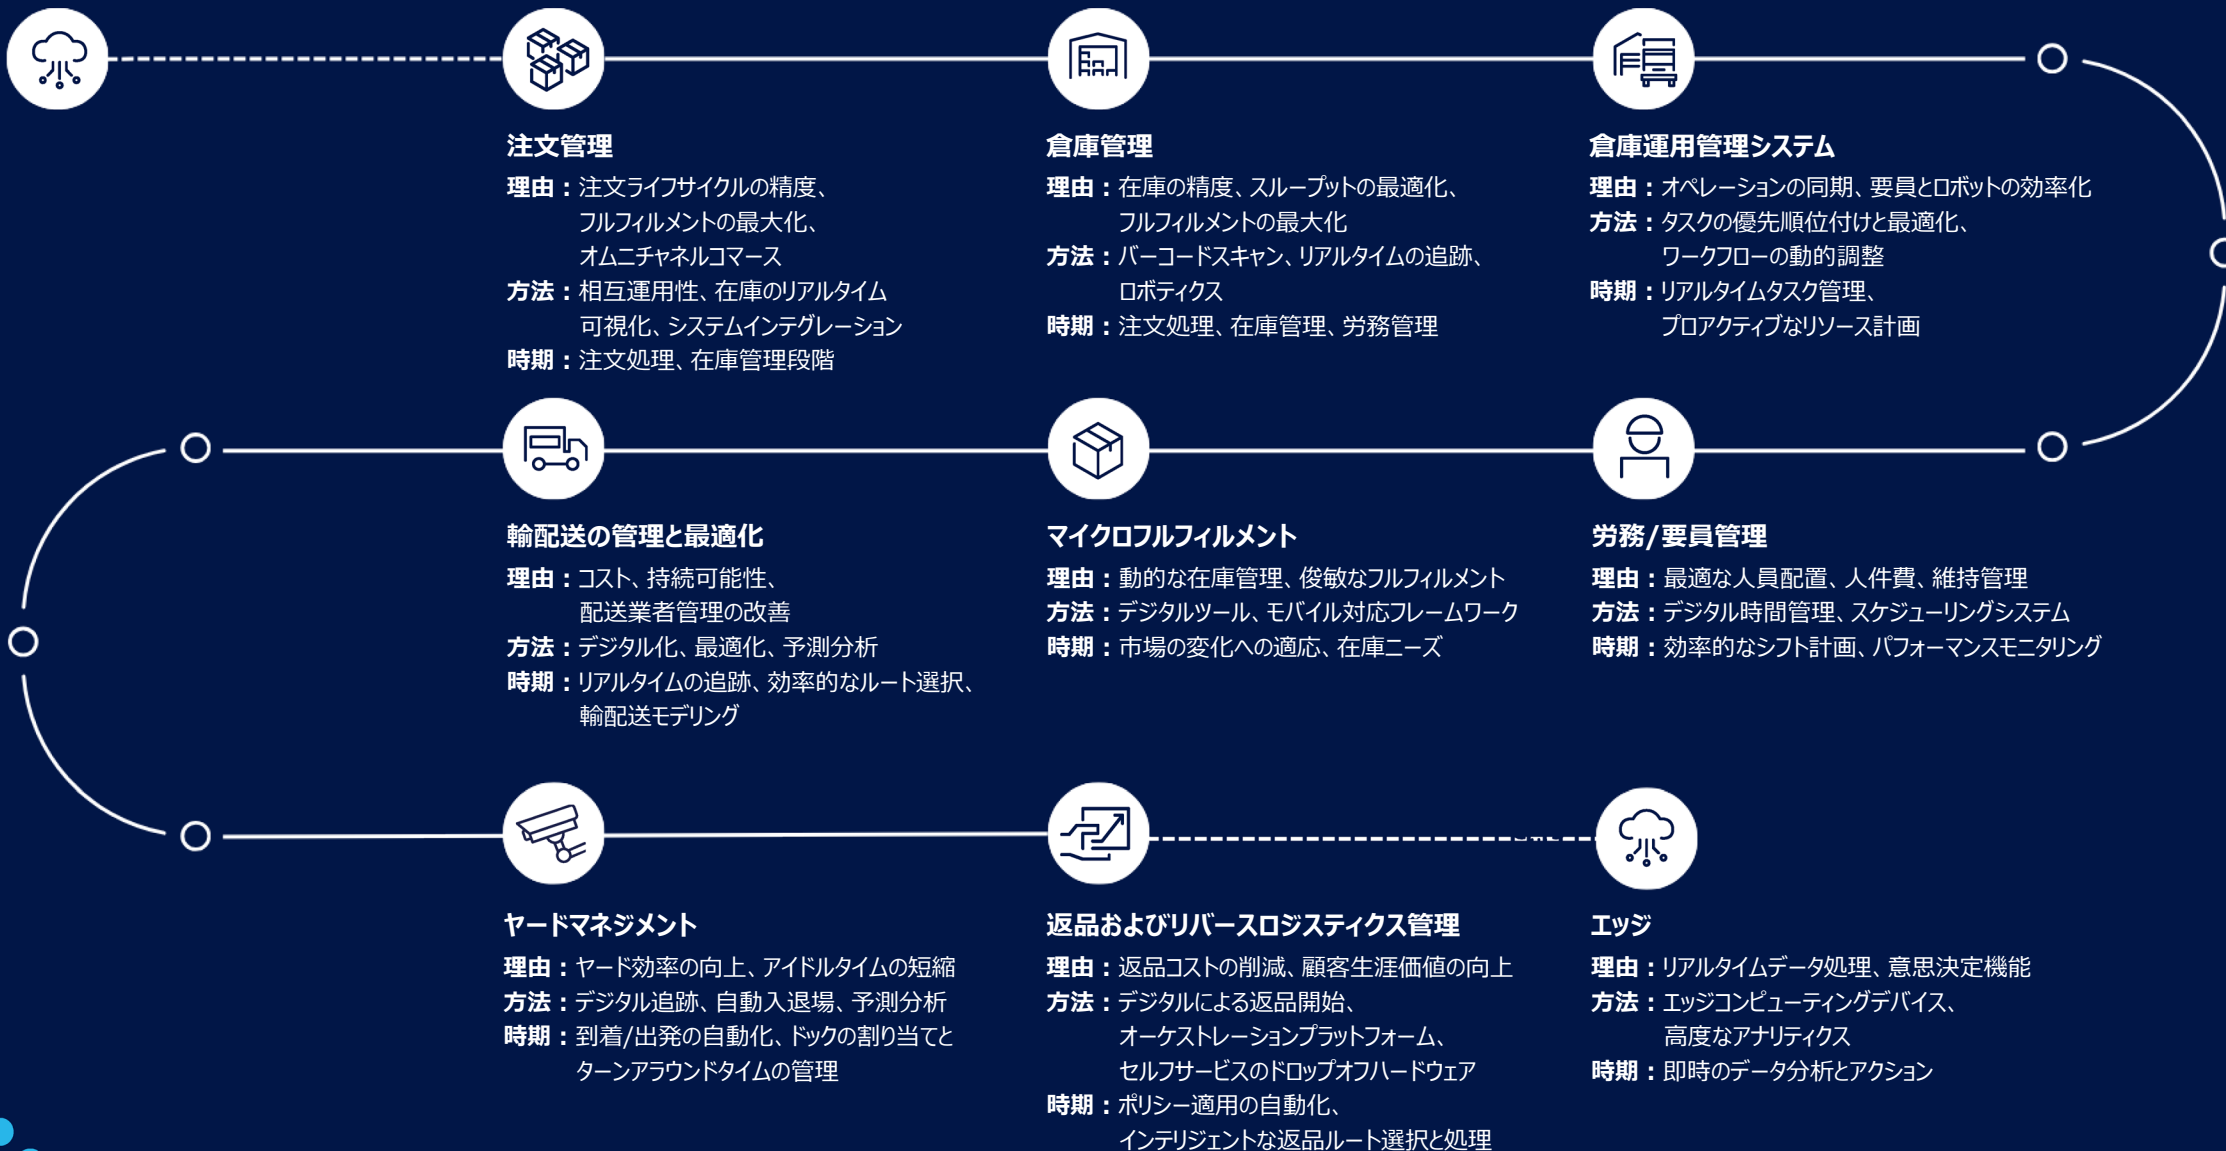 注文管理
理由：注文ライフサイクルの精度、
フルフィルメントの最大化、
オムニチャネルコマース
方法：相互運用性、在庫のリアルタイム
可視化、システムインテグレーション
時期：注文処理、在庫管理段階
倉庫管理
理由：在庫の精度、スループットの最適化、
フルフィルメントの最大化
方法：バーコードスキャン、リアルタイムの追跡、
ロボティクス
時期：注文処理、在庫管理、労務管理
倉庫運用管理システム
理由：オペレーションの同期、要員とロボットの効率化
方法：タスクの優先順位付けと最適化、
ワークフローの動的調整
時期：リアルタイムタスク管理、
プロアクティブなリソース計画
輸配送の管理と最適化
理由：コスト、持続可能性、
配送業者管理の改善
方法：デジタル化、最適化、予測分析
時期：リアルタイムの追跡、効率的なルート選択、
輸配送モデリング
マイクロフルフィルメント
理由：動的な在庫管理、俊敏なフルフィルメント
方法：デジタルツール、モバイル対応フレームワーク
時期：市場の変化への適応、在庫ニーズ
労務/要員管理
理由：最適な人員配置、人件費、維持管理
方法：デジタル時間管理、スケジューリングシステム
時期：効率的なシフト計画、パフォーマンスモニタリング
ヤードマネジメント
理由：ヤード効率の向上、アイドルタイムの短縮
方法：デジタル追跡、自動入退場、予測分析
時期：到着/出発の自動化、ドックの割り当てと
ターンアラウンドタイムの管理
返品およびリバースロジスティクス管理
理由：返品コストの削減、顧客生涯価値の向上
方法：デジタルによる返品開始、
オーケストレーションプラットフォーム、
セルフサービスのドロップオフハードウェア
時期：ポリシー適用の自動化、
インテリジェントな返品ルート選択と処理
エッジ
理由：リアルタイムデータ処理、意思決定機能
方法：エッジコンピューティングデバイス、
高度なアナリティクス
時期：即時のデータ分析とアクション